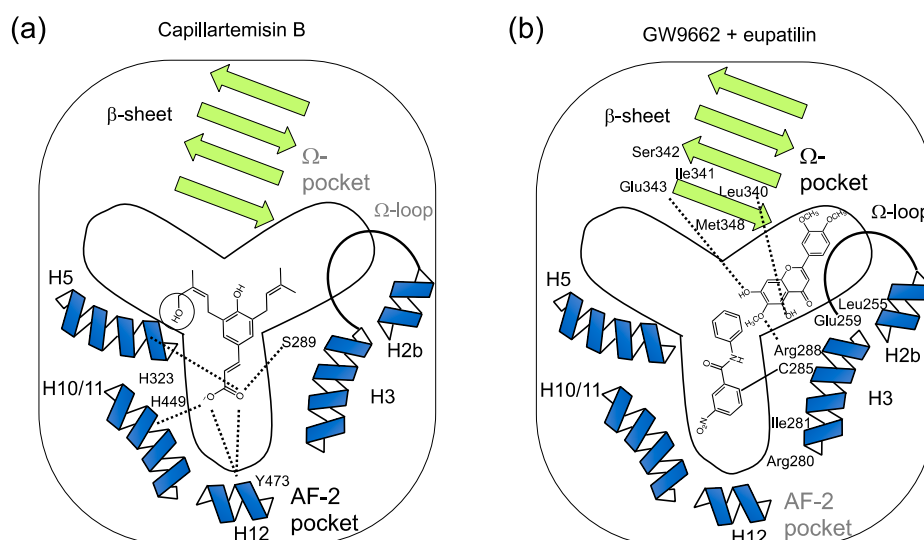 (a)
Capillartemisin B
β-sheet
Ω-
pocket
Ω-loop
H5
HO
OH
S289
H2b
H323
H10/11
H449
H3
O
O
Y473
AF-2
pocket
H12
(b)
GW9662 + eupatilin
β-sheet
Ser342
Ω-
pocket
Ile341
Glu343
Leu340
Ω-loop
Met348
OCH3
OCH3
H5
O
HO
O
H3CO
OH
Leu255
Glu259
H2b
Arg288
N
H
O
C285
H10/11
H3
O2N
Ile281
Arg280
AF-2
pocket
H12